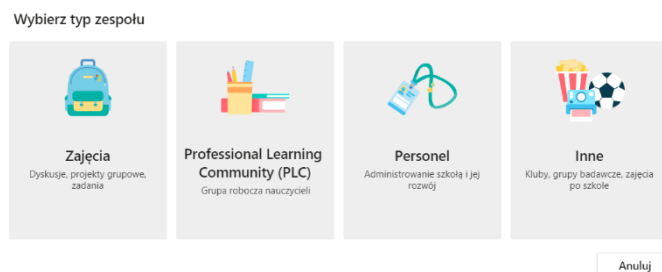 Wybierz typ zespołu
Zajęcia
Dyskusje, projekty grupowe,
zadania
Professional Learning
Community (PLC)
Grupa robocza nauczycieli
Personel
Administrowanie szkołą i jej
rozwój
Inne
Kluby, grupy badawcze, zajęcia
po szkole
Anuluj